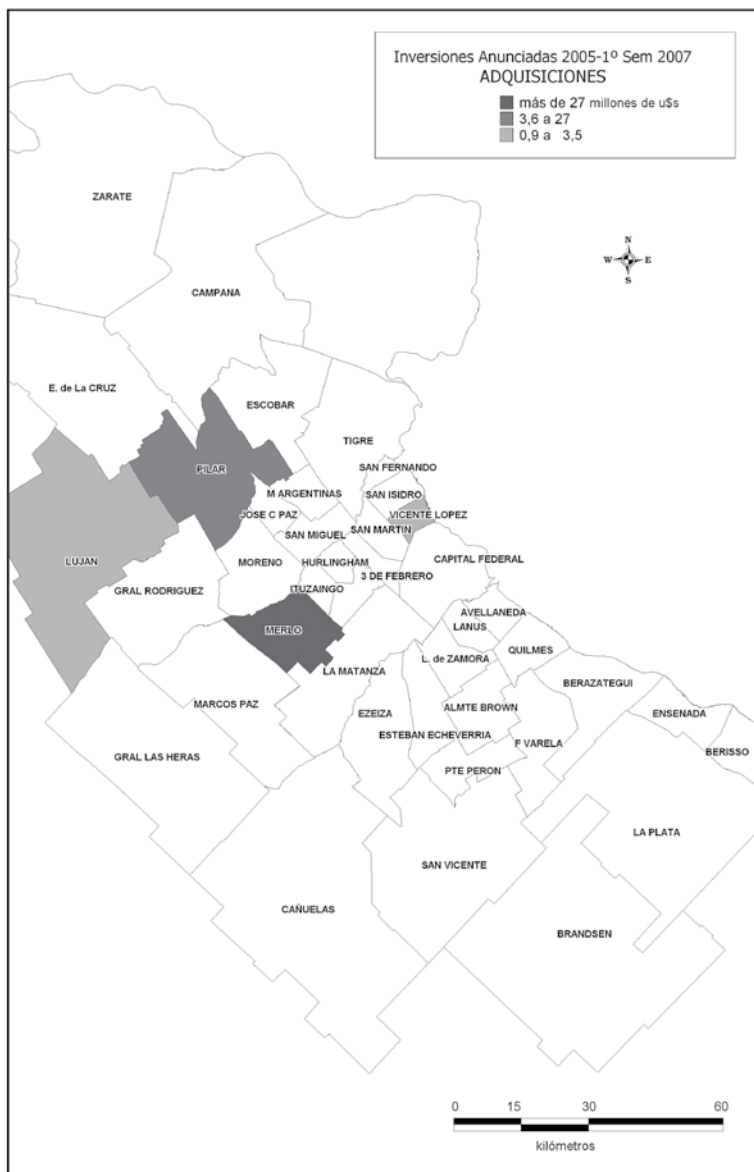 Inversiones Anunciadas 2005-1º Sem 2007
ADQUISICIONES
más de 27 millones de u$s
3,6 a 27
0,9 a 3,5
ZARATE
N
W E
S
CAMPANA
E. de La CRUZ
ESCOBAR
TIGRE
PILAR
SAN FERNANDO
M ARGENTINAS
SAN ISIDRO
JOSE C PAZ
VICENTE LOPEZ
SAN MIGUEL
SAN MARTIN
LUJAN
MORENO
HURLINGHAM
CAPITAL FEDERAL
3 DE FEBRERO
GRAL RODRIGUEZ
ITUZAINGO
AVELLANEDA
MERLO
LANUS
QUILMES
L. de ZAMORA
LA MATANZA
BERAZATEGUI
MARCOS PAZ
ALMTE BROWN
EZEIZA
ENSENADA
ESTEBAN ECHEVERRIA
F VARELA
BERISSO
GRAL LAS HERAS
PTE PERON
LA PLATA
SAN VICENTE
CAÑUELAS
BRANDSEN
0 15 30 60
kilómetros